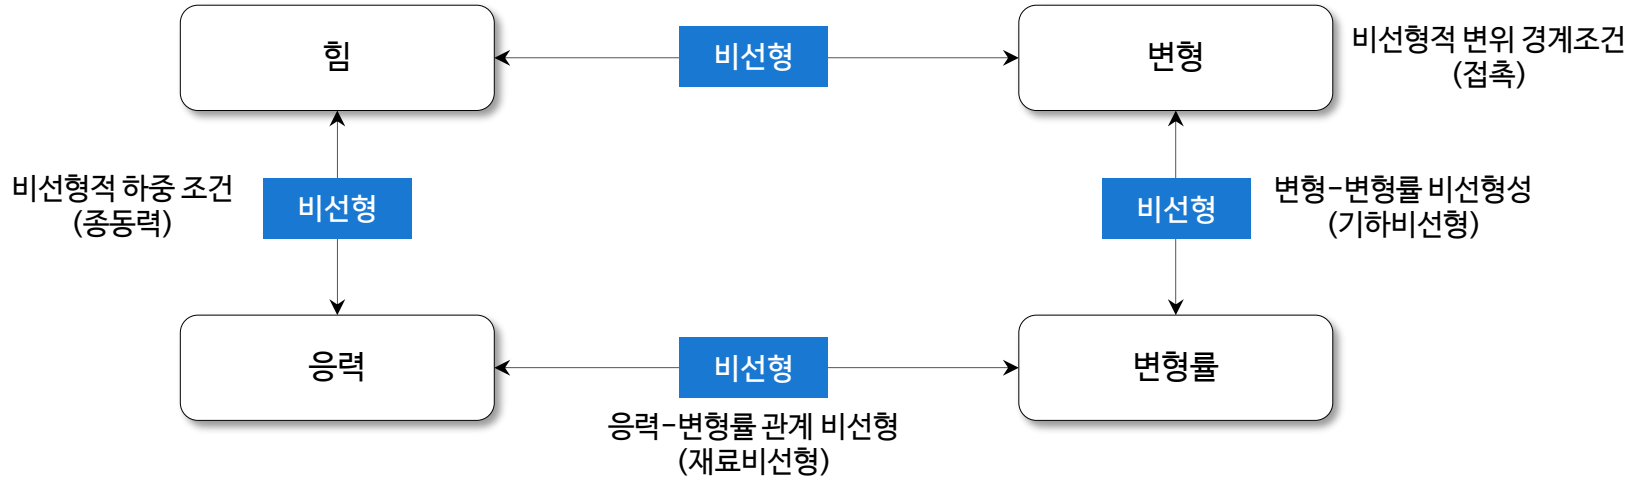 힘
비선형
변형
비선형적 변위 경계조건
(접촉)
비선형적 하중 조건
(종동력)
비선형
비선형
변형-변형률 비선형성
(기하비선형)
응력
비선형
변형률
응력-변형률 관계 비선형
(재료비선형)